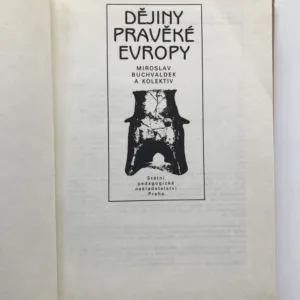 DĚJINY
PRAVĚKÉ
EVROPY
MIROSLAV
BUCHVALDEK
A KOLEKTIV
Státní
pedagogické
nakladatelství
Praha